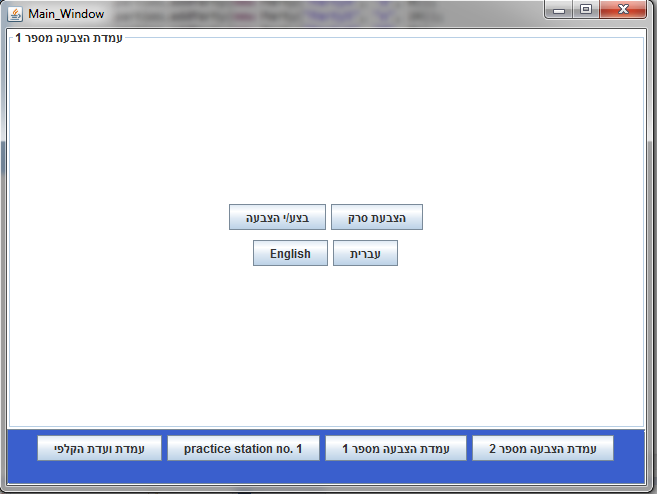 Main_Window
עמדת הצבעה מספר 1
בצע/י הצבעה
הצבעת סרק
English
עברית
עמדת ועדת הקלפי
practice station no. 1
עמדת הצבעה מספר 1
עמדת הצבעה מספר 2